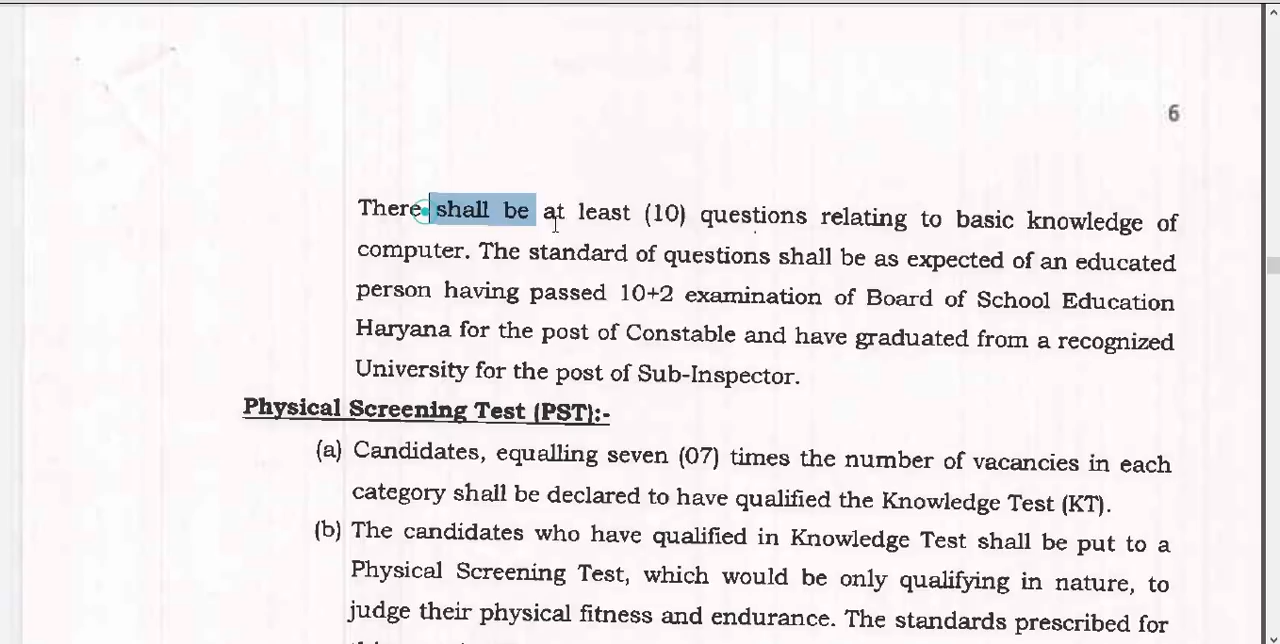 6
There shall be at least (10) questions relating to basic knowledge of
computer. The standard of questions shall be as expected of an educated
person having passed 10+2 examination of Board of School Education
Haryana for the post of Constable and have graduated from a recognized
University for the post of Sub-Inspector.
Physical Screening Test (PST):-
(a) Candidates, equalling seven (07) times the number of vacancies in each
category shall be declared to have qualified the Knowledge Test (KT).
(b) The candidates who have qualified in Knowledge Test shall be put to a
Physical Screening Test, which would be only qualifying in nature, to
judge their physical fitness and endurance. The standards prescribed for